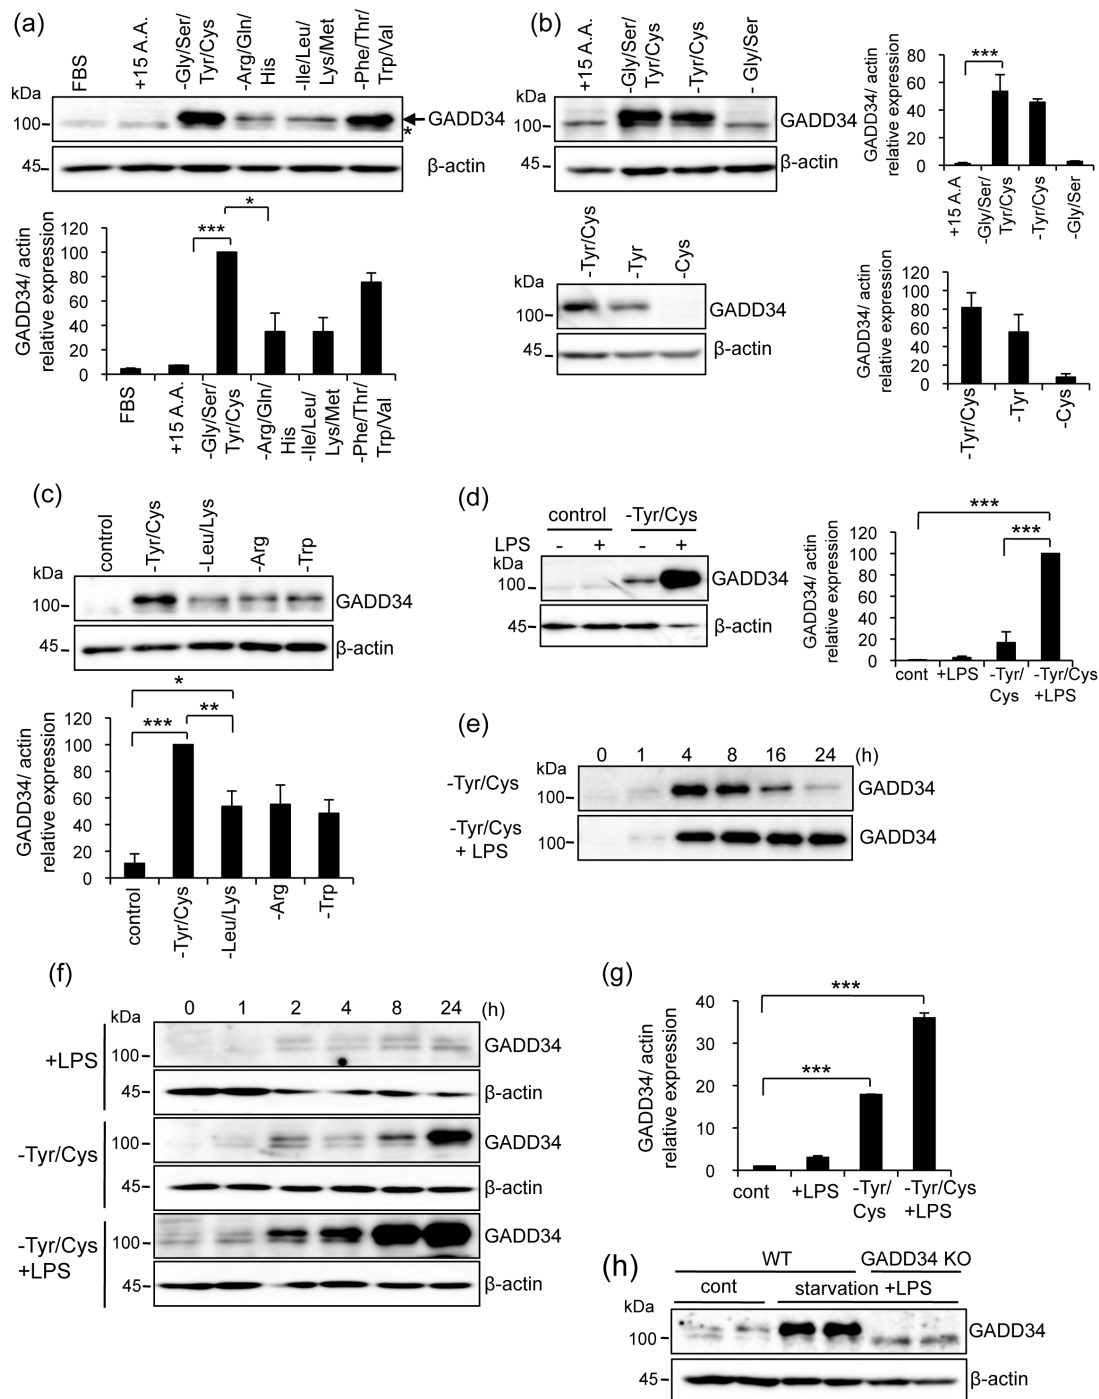 (a)
FBS
+15 A.A.
-Gly/Ser/
Tyr/Cys
-Arg/Gln/
His
-Ile/Leu/
Lys/Met
-Phe/Thr/
Trp/Val
kDa
100
GADD34
*
45
β-actin
GADD34/ actin
relative expression
120
100
80
60
40
20
0
***
*
FBS
+15 A.A.
-Gly/Ser/
Tyr/Cys
-Arg/Gln/
His
-Ile/Leu/
Lys/Met
-Phe/Thr/
Trp/Val
(b)
+15 A.A.
-Gly/Ser/
Tyr/Cys
-Tyr/Cys
- Gly/Ser
kDa
100
GADD34
45
β-actin
GADD34/ actin
relative expression
80
60
40
20
0
***
+15 A.A
-Gly/Ser/
Tyr/Cys
-Tyr/Cys
-Gly/Ser
-Tyr/Cys
-Tyr
-Cys
kDa
100
GADD34
45
β-actin
GADD34/ actin
relative expression
120
100
80
60
40
20
0
-Tyr/Cys
-Tyr
-Cys
(c)
control
-Tyr/Cys
-Leu/Lys
-Arg
-Trp
kDa
100
GADD34
45
β-actin
GADD34/ actin
relative expression
120
100
80
60
40
20
0
*
***
**
control
-Tyr/Cys
-Leu/Lys
-Arg
-Trp
(d)
control -Tyr/Cys
LPS - + - +
kDa
100
GADD34
45
β-actin
GADD34/ actin
relative expression
120
100
80
60
40
20
0
***
***
cont +LPS -Tyr/ -Tyr/Cys
Cys +LPS
(e)
0 1 4 8 16 24 (h)
kDa
-Tyr/Cys
100
GADD34
-Tyr/Cys
+ LPS
100
GADD34
(f)
0 1 2 4 8 24 (h)
kDa
+LPS
100
GADD34
45
β-actin
-Tyr/Cys
100
GADD34
45
β-actin
-Tyr/Cys
+LPS
100
GADD34
45
β-actin
(g)
GADD34/ actin
relative expression
40
30
20
10
0
***
***
cont +LPS -Tyr/ -Tyr/Cys
Cys +LPS
(h)
WT GADD34 KO
cont starvation +LPS
kDa
100
GADD34
45
β-actin